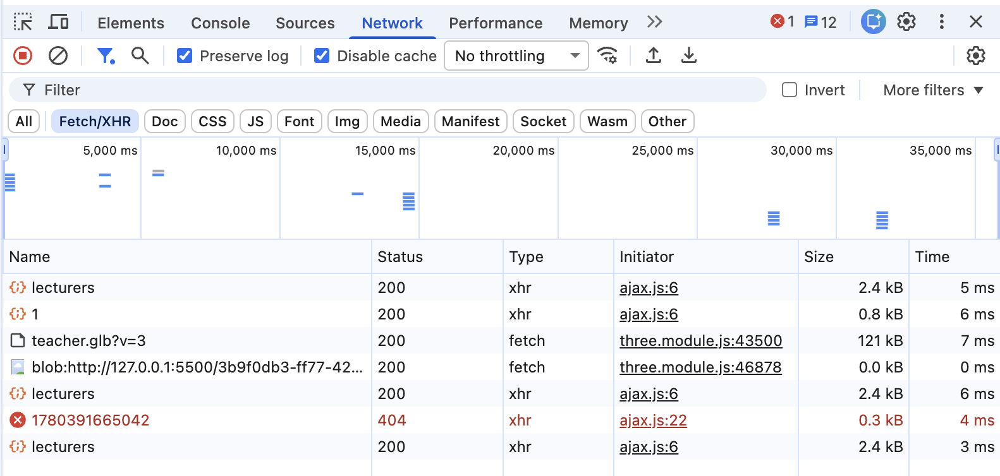 Elements Console Sources Network Performance Memory 1 12
Preserve log Disable cache No throttling
Filter Invert More filters
All Fetch/XHR Doc CSS JS Font Img Media Manifest Socket Wasm Other
5,000 ms 10,000 ms 15,000 ms 20,000 ms 25,000 ms 30,000 ms 35,000 ms
Name Status Type Initiator Size Time
lecturers 200 xhr ajax.js:6 2.4 kB 5 ms
1 200 xhr ajax.js:6 0.8 kB 6 ms
teacher.glb?v=3 200 fetch three.module.js:43500 121 kB 7 ms
blob:http://127.0.0.1:5500/3b9f0db3-ff77-42... 200 fetch three.module.js:46878 0.0 kB 0 ms
lecturers 200 xhr ajax.js:6 2.4 kB 6 ms
1780391665042 404 xhr ajax.js:22 0.3 kB 4 ms
lecturers 200 xhr ajax.js:6 2.4 kB 3 ms